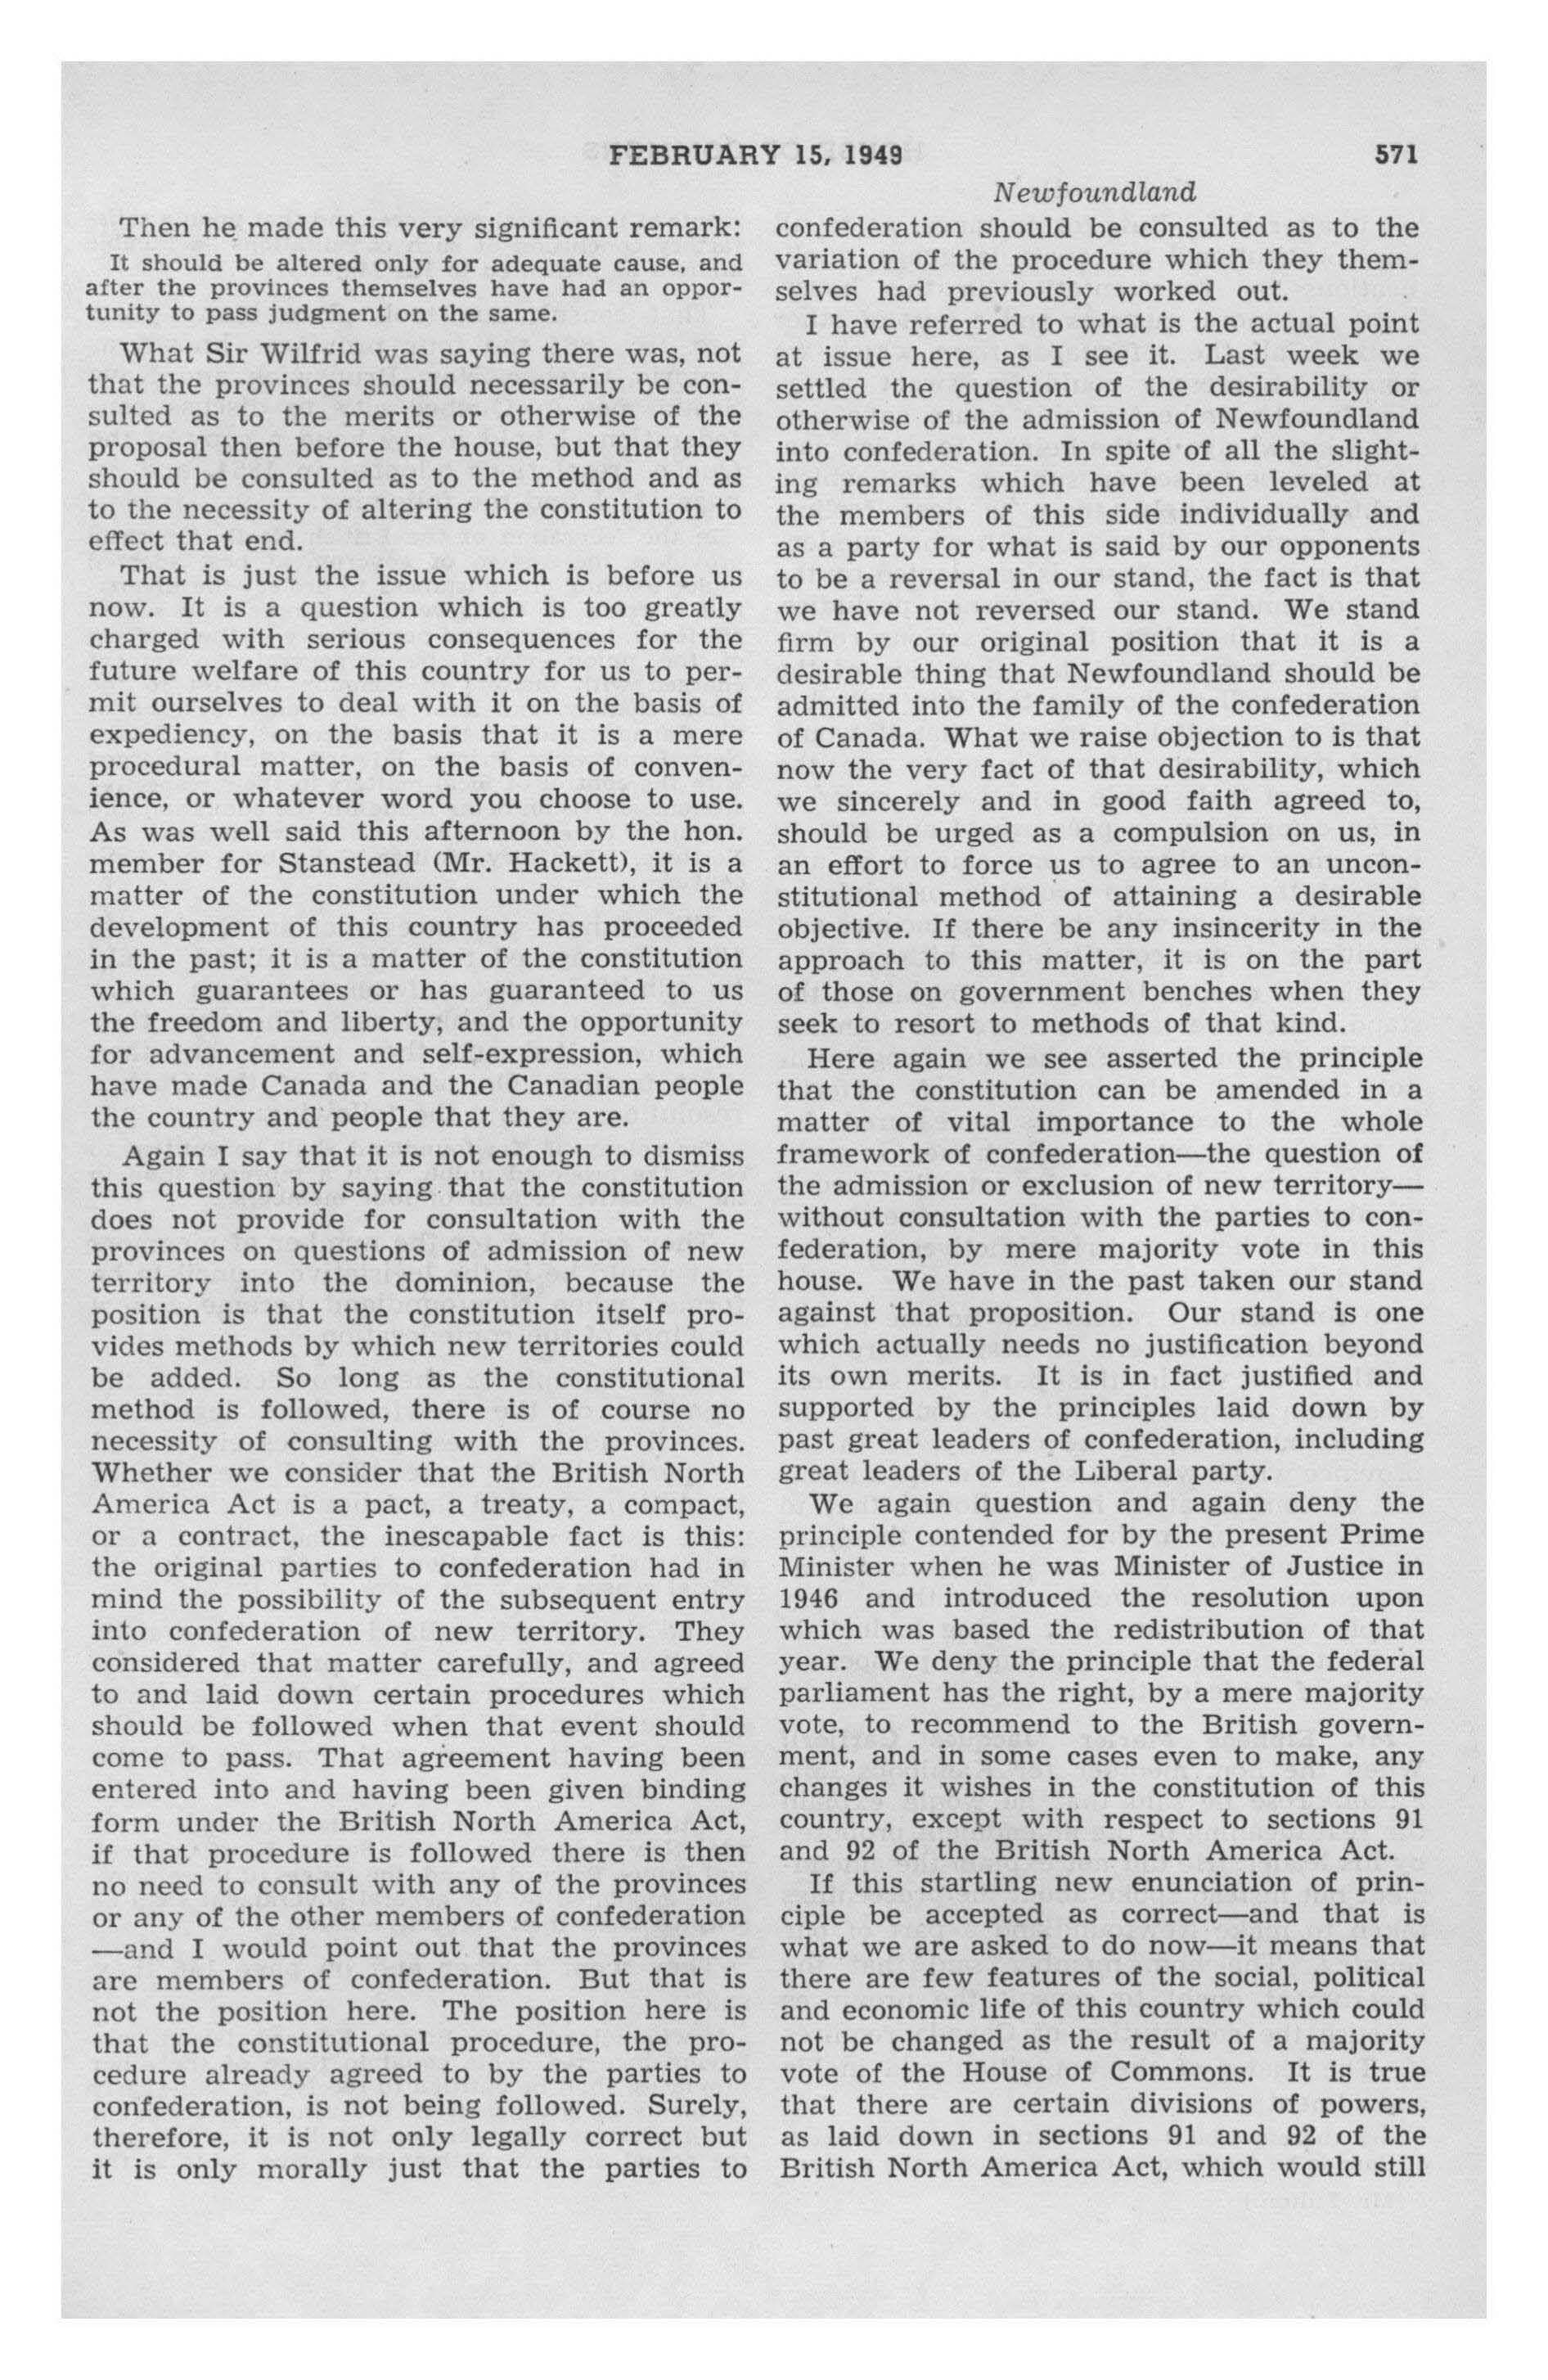 FEBRUARY 15, 1949 571
Newfoundland
Then he made this very significant remark:
It should be altered only for adequate cause, and
after the provinces themselves have had an oppor-
tunity to pass judgment on the same.
What Sir Wilfrid was saying there was, not
that the provinces should necessarily be con-
sulted as to the merits or otherwise of the
proposal then before the house, but that they
should be consulted as to the method and as
to the necessity of altering the constitution to
effect that end.
That is just the issue which is before us
now. It is a question which is too greatly
charged with serious consequences for the
future welfare of this country for us to per-
mit ourselves to deal with it on the basis of
expediency, on the basis that it is a mere
procedural matter, on the basis of conven-
ience, or whatever word you choose to use.
As was well said this afternoon by the hon.
member for Stanstead (Mr. Hackett), it is a
matter of the constitution under which the
development of this country has proceeded
in the past; it is a matter of the constitution
which guarantees or has guaranteed to us
the freedom and liberty, and the opportunity
for advancement and self-expression, which
have made Canada and the Canadian people
the country and people that they are.
Again I say that it is not enough to dismiss
this question by saying that the constitution
does not provide for consultation with the
provinces on questions of admission of new
territory into the dominion, because the
position is that the constitution itself pro-
vides methods by which new territories could
be added. So long as the constitutional
method is followed, there is of course no
necessity of consulting with the provinces.
Whether we consider that the British North
America Act is a pact, a treaty, a compact,
or a contract, the inescapable fact is this:
the original parties to confederation had in
mind the possibility of the subsequent entry
into confederation of new territory. They
considered that matter carefully, and agreed
to and laid down certain procedures which
should be followed when that event should
come to pass. That agreement having been
entered into and having been given binding
form under the British North America Act,
if that procedure is followed there is then
no need to consult with any of the provinces
or any of the other members of confederation
—and I would point out that the provinces
are members of confederation. But that is
not the position here. The position here is
that the constitutional procedure, the pro-
cedure already agreed to by the parties to
confederation, is not being followed. Surely,
therefore, it is not only legally correct but
it is only morally just that the parties to
confederation should be consulted as to the
variation of the procedure which they them-
selves had previously worked out.
I have referred to what is the actual point
at issue here, as I see it. Last week we
settled the question of the desirability or
otherwise of the admission of Newfoundland
into confederation. In spite of all the slight-
ing remarks which have been leveled at
the members of this side individually and
as a party for what is said by our opponents
to be a reversal in our stand, the fact is that
we have not reversed our stand. We stand
firm by our original position that it is a
desirable thing that Newfoundland should be
admitted into the family of the confederation
of Canada. What we raise objection to is that
now the very fact of that desirability, which
we sincerely and in good faith agreed to,
should be urged as a compulsion on us, in
an effort to force us to agree to an uncon-
stitutional method of attaining a desirable
objective. If there be any insincerity in the
approach to this matter, it is on the part
of those on government benches when they
seek to resort to methods of that kind.
Here again we see asserted the principle
that the constitution can be amended in a
matter of vital importance to the whole
framework of confederation—the question of
the admission or exclusion of new territory—
without consultation with the parties to con-
federation, by mere majority vote in this
house. We have in the past taken our stand
against that proposition. Our stand is one
which actually needs no justification beyond
its own merits. It is in fact justified and
supported by the principles laid down by
past great leaders of confederation, including
great leaders of the Liberal party.
We again question and again deny the
principle contended for by the present Prime
Minister when he was Minister of Justice in
1946 and introduced the resolution upon
which was based the redistribution of that
year. We deny the principle that the federal
parliament has the right, by a mere majority
vote, to recommend to the British govern-
ment, and in some cases even to make, any
changes it wishes in the constitution of this
country, except with respect to sections 91
and 92 of the British North America Act.
If this startling new enunciation of prin-
ciple be accepted as correct—and that is
what we are asked to do now—it means that
there are few features of the social, political
and economic life of this country which could
not be changed as the result of a majority
vote of the House of Commons. It is true
that there are certain divisions of powers,
as laid down in sections 91 and 92 of the
British North America Act, which would still